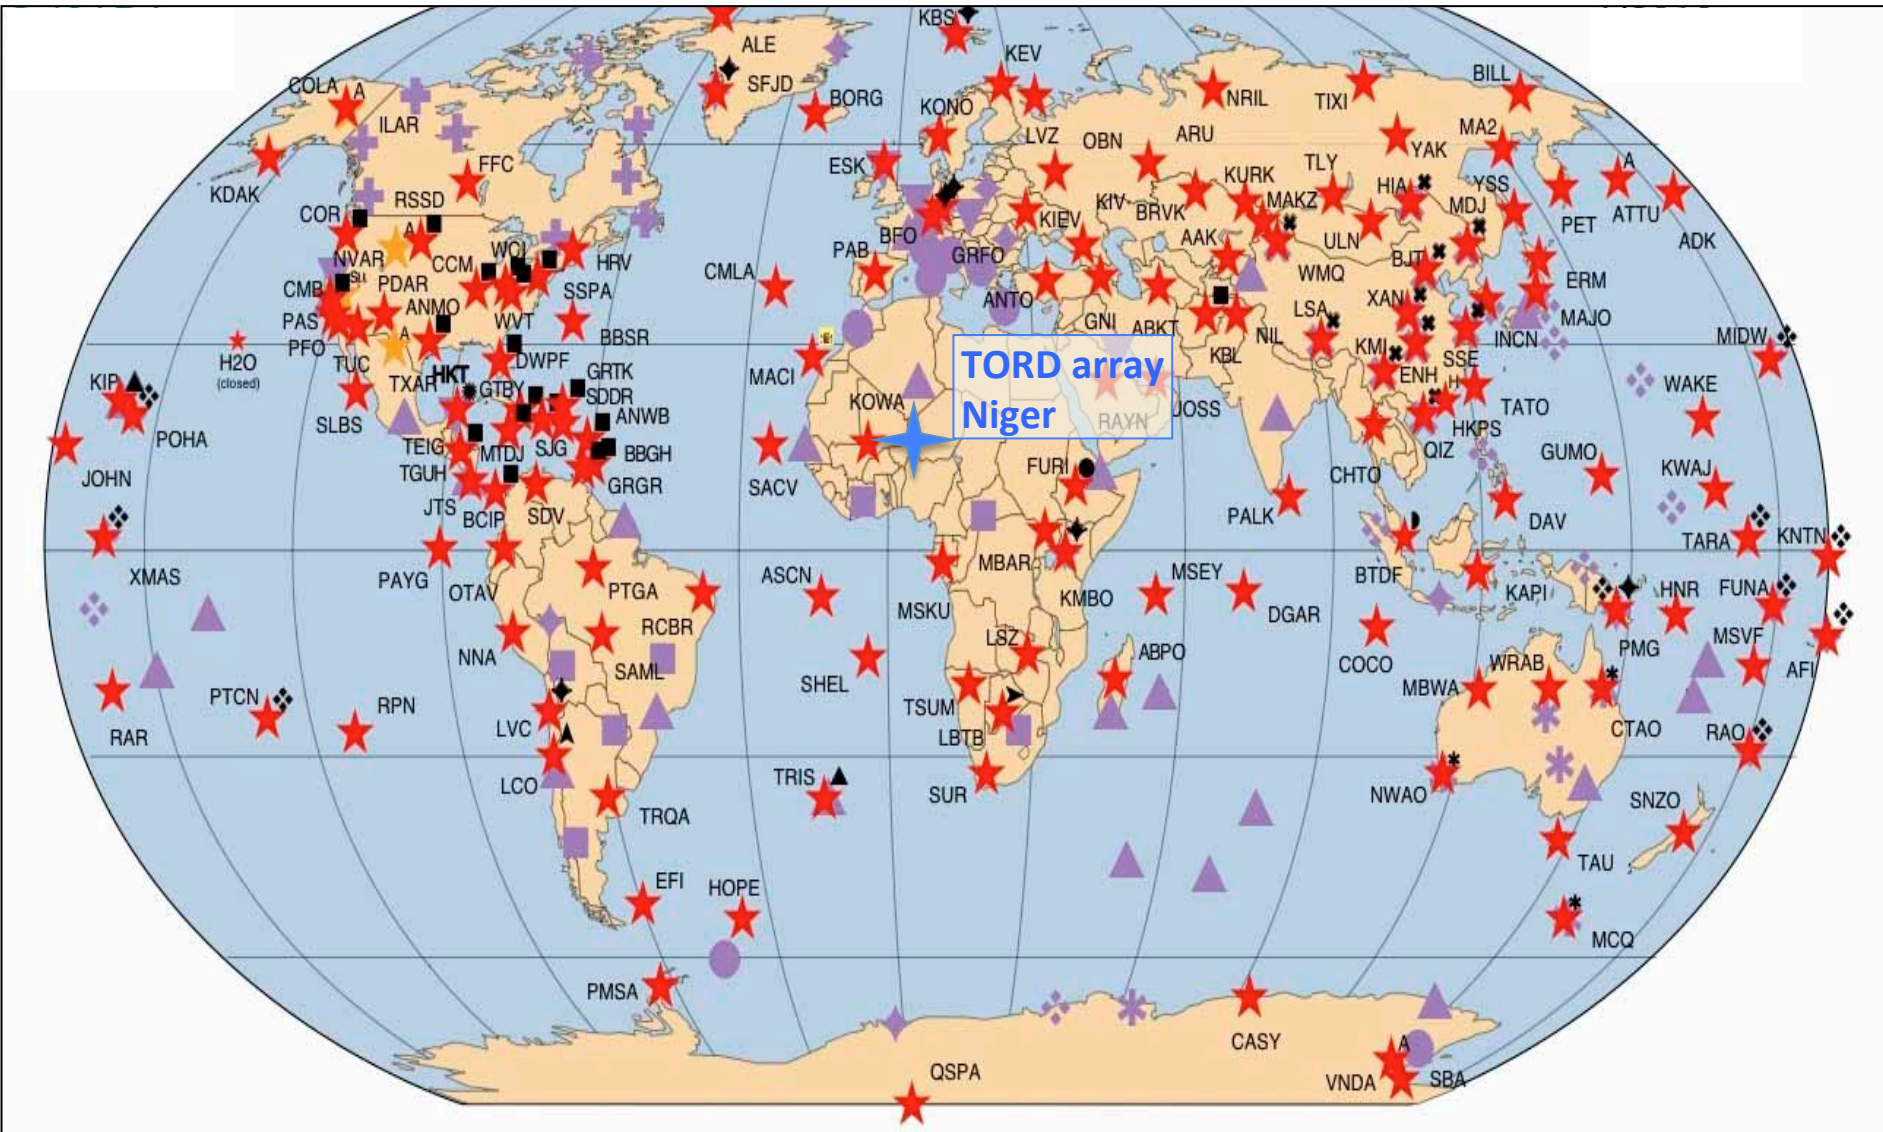 KBS
ALE
KEV
COLA
A
SFJD
BORG
KONO
NRIL
TIXI
BILL
ILAR
LVZ
OBN
ARU
MA2
YAK
FFC
ESK
TLY
A
KDAK
RSSD
KURK
HIA
YSS
COR
A
KIV
BRVK
MAKZ
MDJ
PET
ATTU
KIEV
BFO
AAK
ULN
ADK
NVAR
CCM
WCI
HRV
PAB
GRFO
WMQ
BJT
CMB
PDAR
CMLA
SSPA
ANTO
XAN
ERM
ANMO
PAS
WVT
GNI
ABKT
NIL
LSA
INCN
MAJO
PFO
A
BBSR
MIDW
H2O
(closed)
TUC
DWPF
TORD array
Niger
KBL
KMI
SSE
KIP
TXAR
HKT
GTBY
GRTK
SDDR
MACI
ENH
H
WAKE
SLBS
ANWB
KOWA
RAYN
UOSS
TATO
POHA
TEIG
MTDJ
SJG
BBGH
HKPS
QIZ
JOHN
TGUH
GRGR
SACV
FURI
CHTO
GUMO
KWAJ
JTS
BCIP
SDV
PALK
DAV
TARA
KNTN
XMAS
PAYG
OTAV
PTGA
ASCN
MBAR
MSEY
BTDF
KAPI
HNR
FUNA
MSKU
KMBO
DGAR
RCBR
LSZ
MSVF
NNA
SAML
SHEL
ABPO
COCO
WRAB
PMG
AFI
PTCN
RPN
TSUM
MBWA
RAR
LVC
LBTB
CTAO
RAO
LCO
TRIS
SUR
NWAO
SNZO
TRQA
TAU
EFI
HOPE
MCQ
PMSA
CASY
A
QSPA
VNDA
SBA